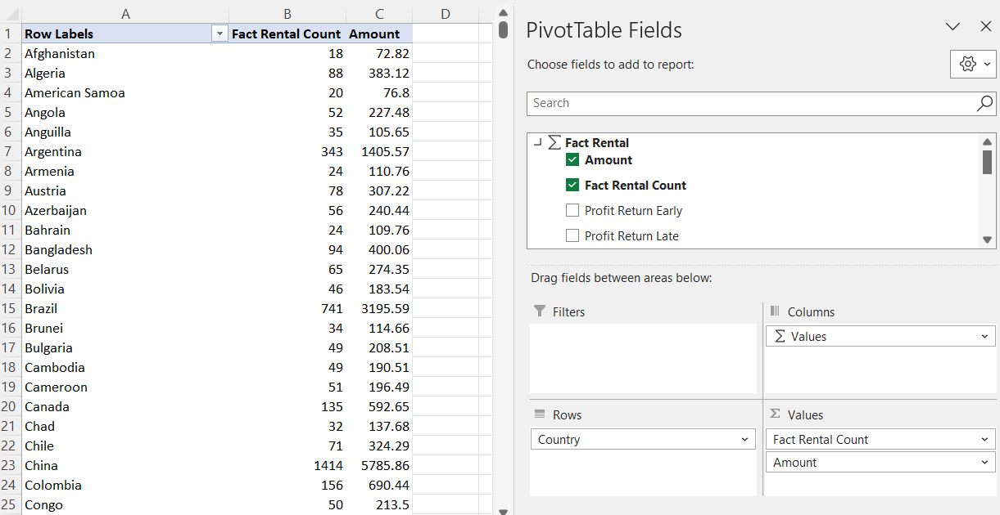 A B C D
1 Row Labels Fact Rental Count Amount
2 Afghanistan 18 72.82
3 Algeria 88 383.12
4 American Samoa 20 76.8
5 Angola 52 227.48
6 Anguilla 35 105.65
7 Argentina 343 1405.57
8 Armenia 24 110.76
9 Austria 78 307.22
10 Azerbaijan 56 240.44
11 Bahrain 24 109.76
12 Bangladesh 94 400.06
13 Belarus 65 274.35
14 Bolivia 46 183.54
15 Brazil 741 3195.59
16 Brunei 34 114.66
17 Bulgaria 49 208.51
18 Cambodia 49 190.51
19 Cameroon 51 196.49
20 Canada 135 592.65
21 Chad 32 137.68
22 Chile 71 324.29
23 China 1414 5785.86
24 Colombia 156 690.44
25 Congo 50 213.5
PivotTable Fields
Choose fields to add to report:
Search
Σ Fact Rental
Amount
Fact Rental Count
Profit Return Early
Profit Return Late
Drag fields between areas below:
Filters
Columns
Σ Values
Rows
Country
Σ Values
Fact Rental Count
Amount